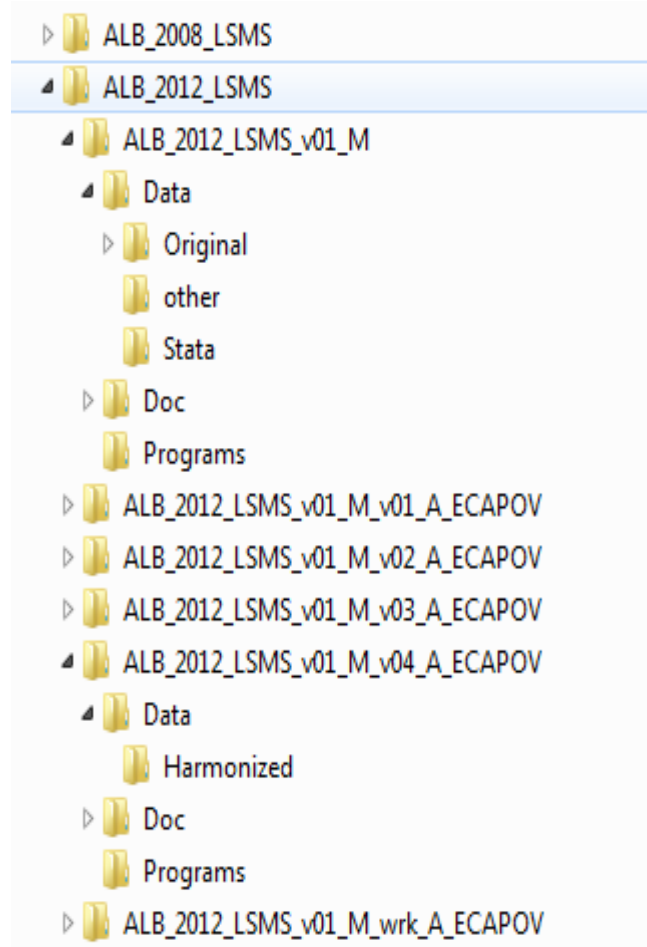 ALB_2008_LSMS
ALB_2012_LSMS
ALB_2012_LSMS_v01_M
Data
Original
other
Stata
Doc
Programs
ALB_2012_LSMS_v01_M_v01_A_ECAPOV
ALB_2012_LSMS_v01_M_v02_A_ECAPOV
ALB_2012_LSMS_v01_M_v03_A_ECAPOV
ALB_2012_LSMS_v01_M_v04_A_ECAPOV
Data
Harmonized
Doc
Programs
ALB_2012_LSMS_v01_M_wrk_A_ECAPOV